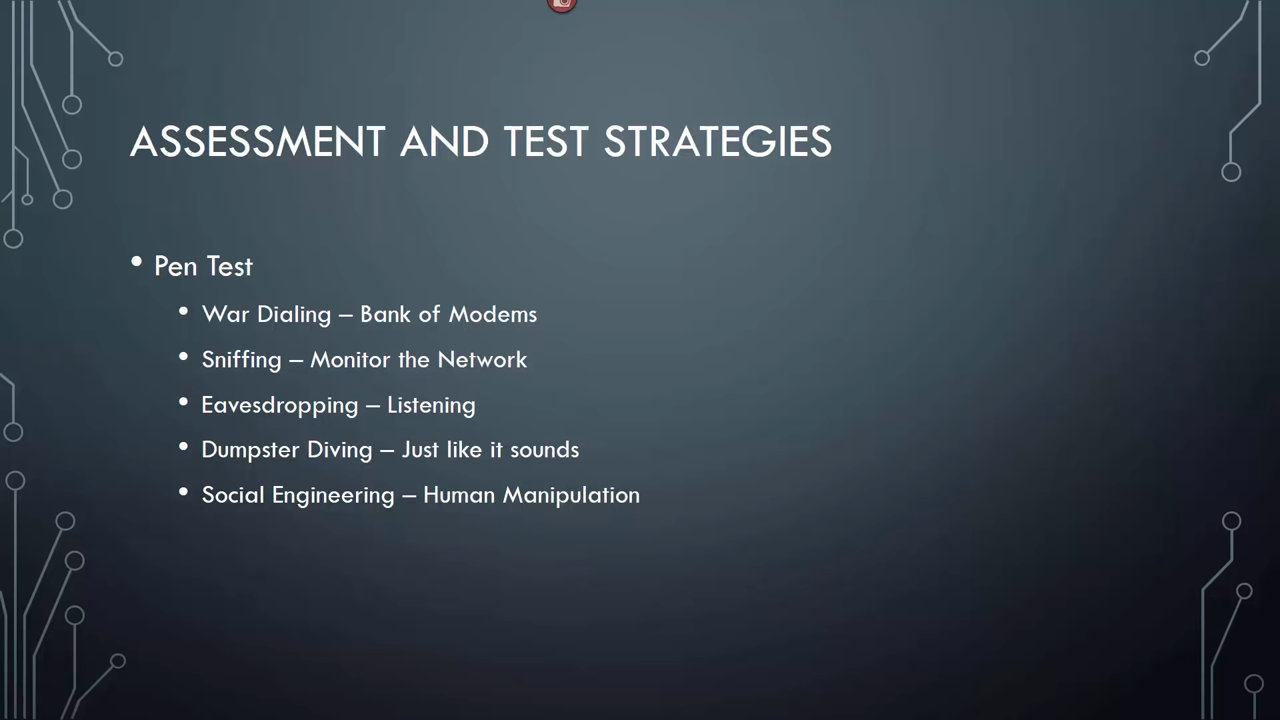 ASSESSMENT AND TEST STRATEGIES
• Pen Test
• War Dialing – Bank of Modems
• Sniffing – Monitor the Network
• Eavesdropping – Listening
• Dumpster Diving – Just like it sounds
• Social Engineering – Human Manipulation